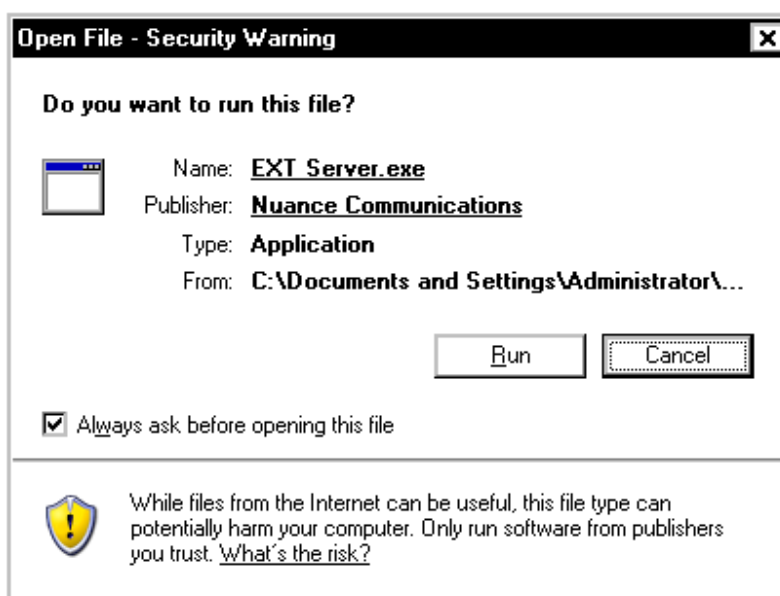 Open File - Security Warning
Do you want to run this file?
Name: EXT Server.exe
Publisher: Nuance Communications
Type: Application
From: C:\Documents and Settings\Administrator\...
Run Cancel
Always ask before opening this file
While files from the Internet can be useful, this file type can
potentially harm your computer. Only run software from publishers
you trust. What's the risk?